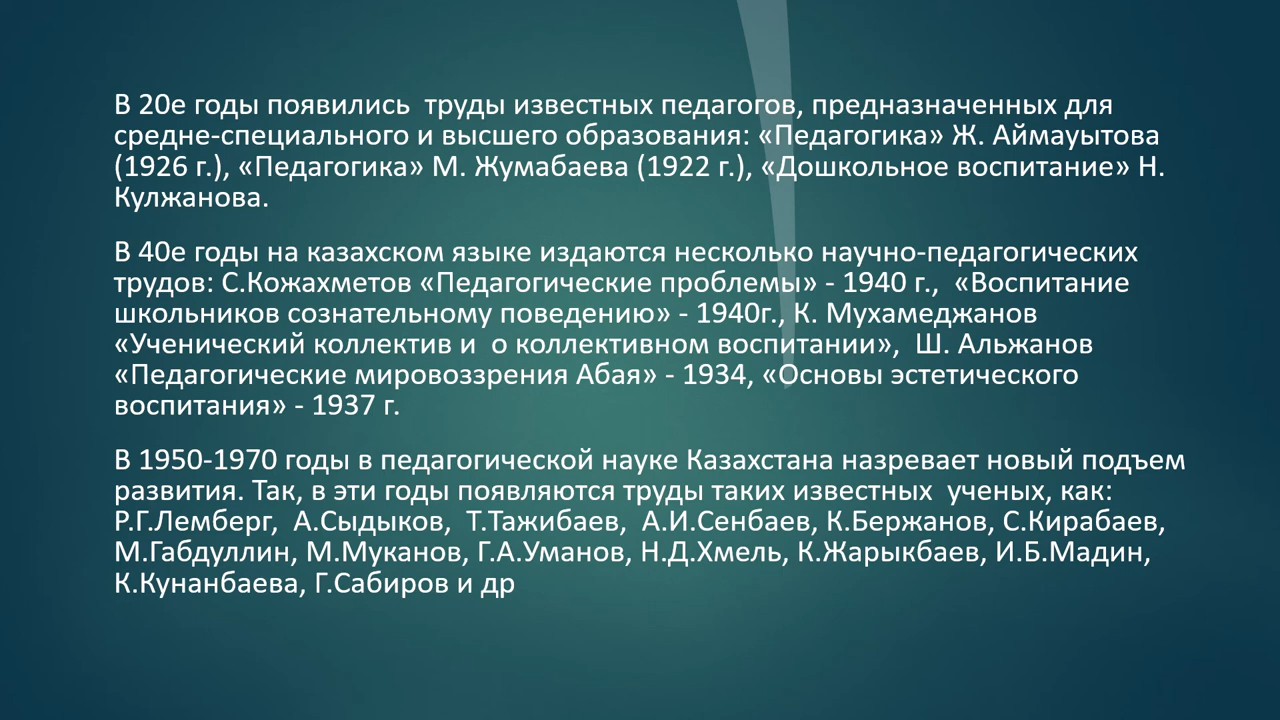 В 20е годы появились  труды известных педагогов, предназначенных для
средне-специального и высшего образования: «Педагогика» Ж. Аймауытова
(1926 г.), «Педагогика» М. Жумабаева (1922 г.), «Дошкольное воспитание» Н.
Кулжанова.
В 40е годы на казахском языке издаются несколько научно-педагогических
трудов: С.Кожахметов «Педагогические проблемы» - 1940 г.,  «Воспитание
школьников сознательному поведению» - 1940г., К. Мухамеджанов
«Ученический коллектив и  о коллективном воспитании»,  Ш. Альжанов
«Педагогические мировоззрения Абая» - 1934, «Основы эстетического
воспитания» - 1937 г.
В 1950-1970 годы в педагогической науке Казахстана назревает новый подъем
развития. Так, в эти годы появляются труды таких известных  ученых, как:
Р.Г.Лемберг,  А.Сыдыков,  Т.Тажибаев,  А.И.Сенбаев, К.Бержанов, С.Кирабаев,
М.Габдуллин, М.Муканов, Г.А.Уманов, Н.Д.Хмель, К.Жарыкбаев, И.Б.Мадин,
К.Кунанбаева, Г.Сабиров и др